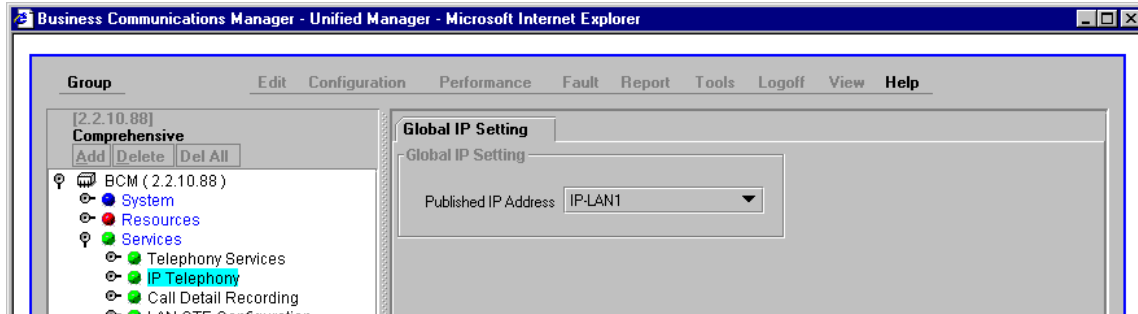 Business Communications Manager - Unified Manager - Microsoft Internet Explorer
Group Edit Configuration Performance Fault Report Tools Logoff View Help
[2.2.10.88]
Comprehensive
Add Delete Del All
BCM ( 2.2.10.88 )
System
Resources
Services
Telephony Services
IP Telephony
Call Detail Recording
Global IP Setting
Global IP Setting
Published IP Address IP-LAN1